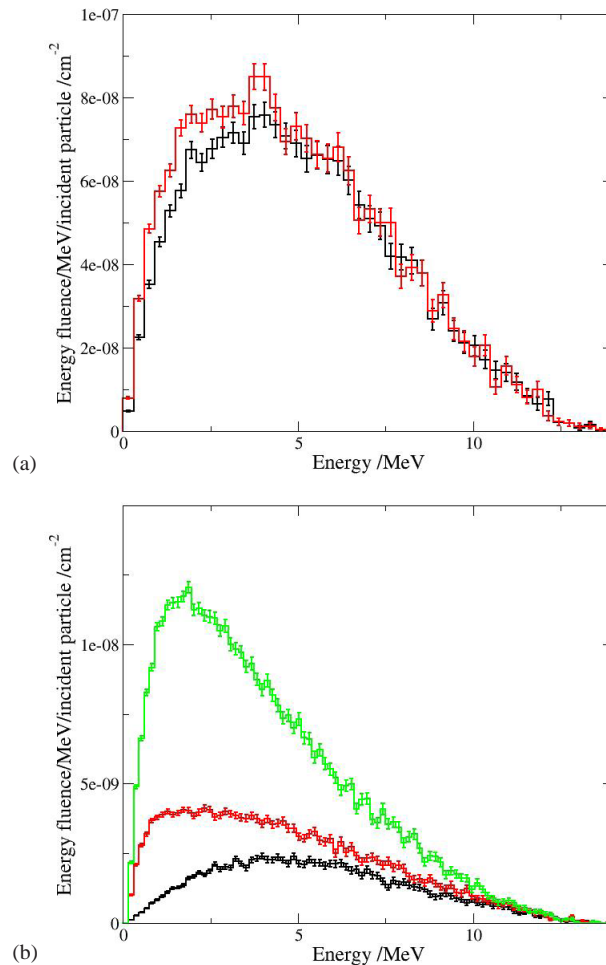 1e-07
8e-08
6e-08
4e-08
2e-08
0
Energy fluence/MeV/incident particle /cm-2
0 5 10
Energy /MeV
(a)
1e-08
5e-09
0
Energy fluence/MeV/incident particle /cm-2
0 5 10
Energy /MeV
(b)